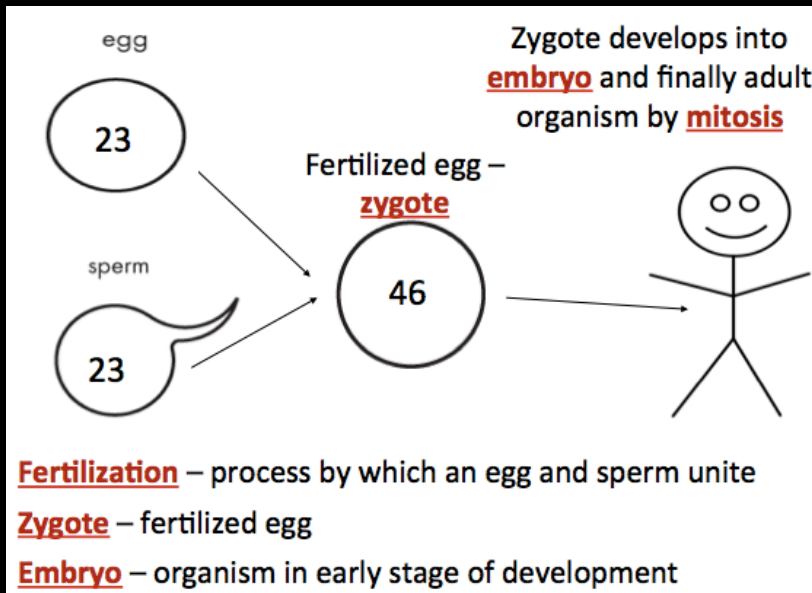 egg
23
sperm
23
Fertilized egg –
zygote
46
Zygote develops into
embryo and finally adult
organism by mitosis
Fertilization – process by which an egg and sperm unite
Zygote – fertilized egg
Embryo – organism in early stage of development